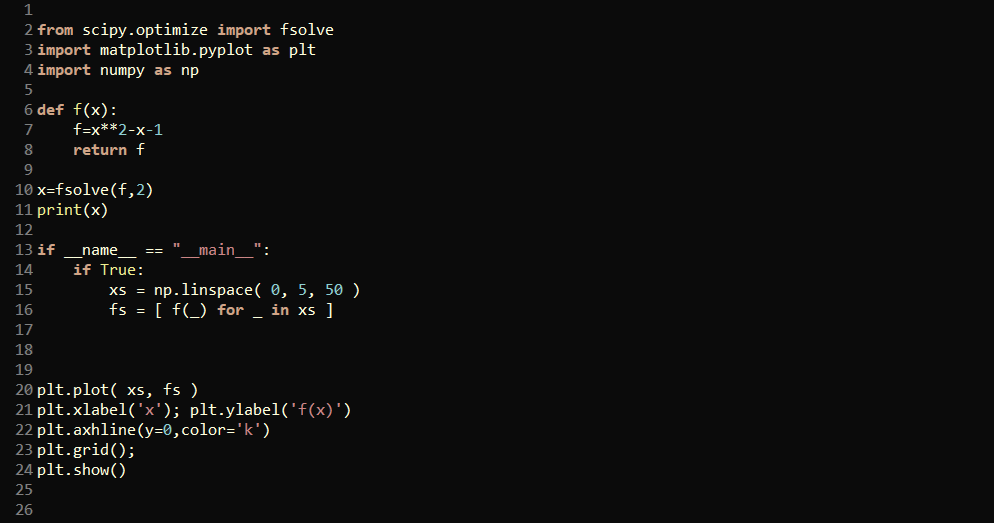 1
2 from scipy.optimize import fsolve
3 import matplotlib.pyplot as plt
4 import numpy as np
5
6 def f(x):
7     f=x**2-x-1
8     return f
9
10 x=fsolve(f,2)
11 print(x)
12
13 if __name__ == "__main__":
14     if True:
15         xs = np.linspace( 0, 5, 50 )
16         fs = [ f(_) for _ in xs ]
17
18
19
20 plt.plot( xs, fs )
21 plt.xlabel('x'); plt.ylabel('f(x)')
22 plt.axhline(y=0,color='k')
23 plt.grid();
24 plt.show()
25
26